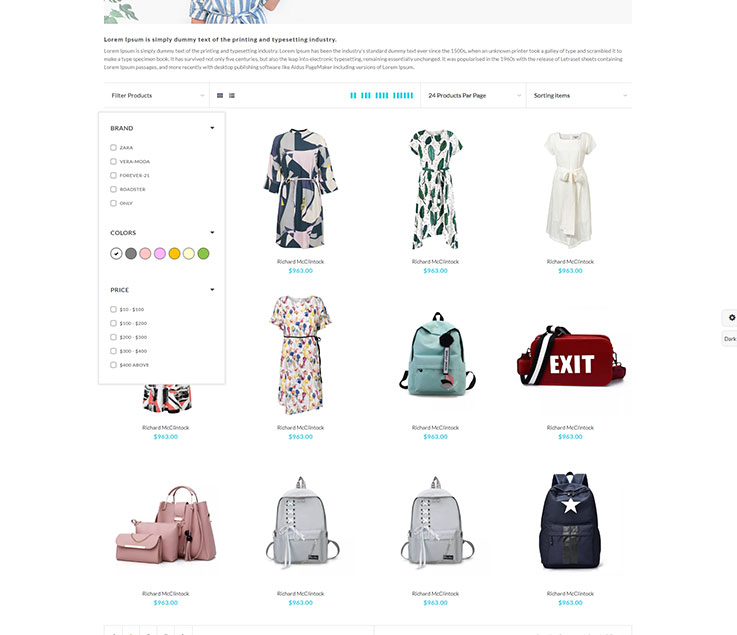 Lorem Ipsum is simply dummy text of the printing and typesetting industry.
Lorem Ipsum is simply dummy text of the printing and typesetting industry. Lorem Ipsum has been the industry's standard dummy text ever since the 1500s, when an unknown printer took a galley of type and scrambled it to
make a type specimen book. It has survived not only five centuries, but also the leap into electronic typesetting, remaining essentially unchanged. It was popularised in the 1960s with the release of Letraset sheets containing
Lorem Ipsum passages, and more recently with desktop publishing software like Aldus PageMaker including versions of Lorem Ipsum.
Filter Products
24 Products Par Page
Sorting items
BRAND
ZARA
VERA-MODA
FOREVER-21
ROADSTER
ONLY
COLORS
PRICE
$10 - $100
$100 - $200
$200 - $300
$300 - $400
$400 ABOVE
Richard McClintock
$963.00
Richard McClintock
$963.00
Richard McClintock
$963.00
Dark
EXIT
Richard McClintock
$963.00
Richard McClintock
$963.00
Richard McClintock
$963.00
Richard McClintock
$963.00
Richard McClintock
$963.00
Richard McClintock
$963.00
Richard McClintock
$963.00
Richard McClintock
$963.00